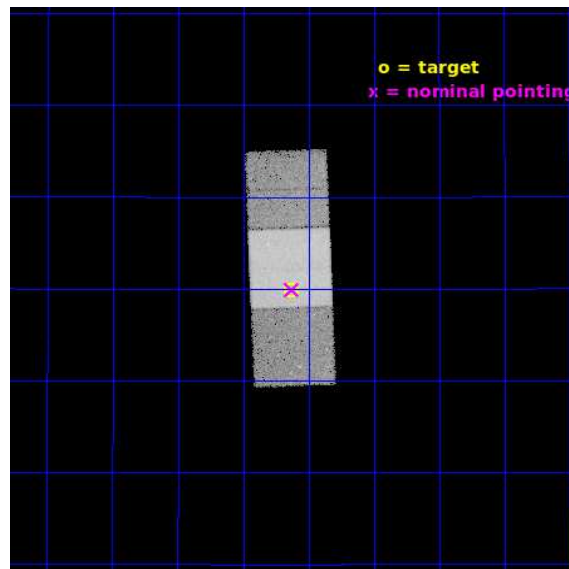 o = target
x = nominal pointing